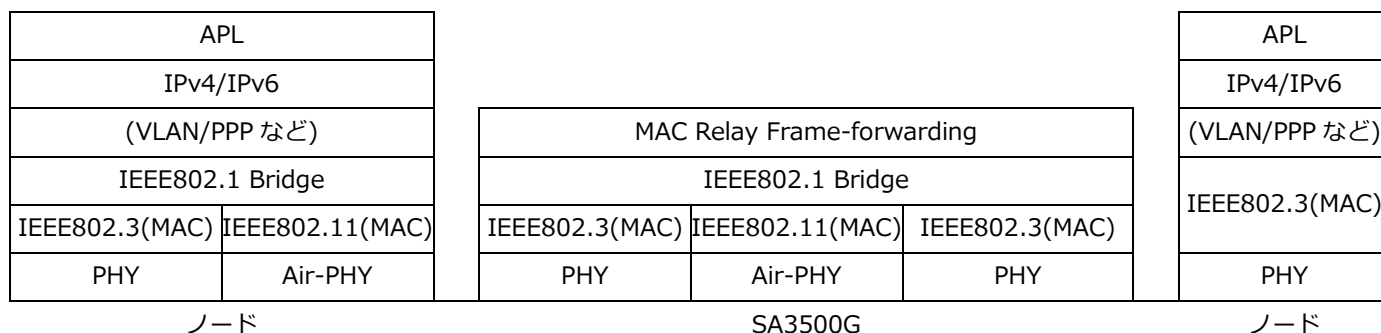 APL
APL
IPv4/IPv6
IPv4/IPv6
(VLAN/PPP など)
MAC Relay Frame-forwarding
(VLAN/PPP など)
IEEE802.1 Bridge
IEEE802.1 Bridge
IEEE802.3(MAC)
IEEE802.3(MAC)
IEEE802.11(MAC)
IEEE802.3(MAC)
IEEE802.11(MAC)
IEEE802.3(MAC)
PHY
Air-PHY
PHY
Air-PHY
PHY
PHY
ノード
SA3500G
ノード